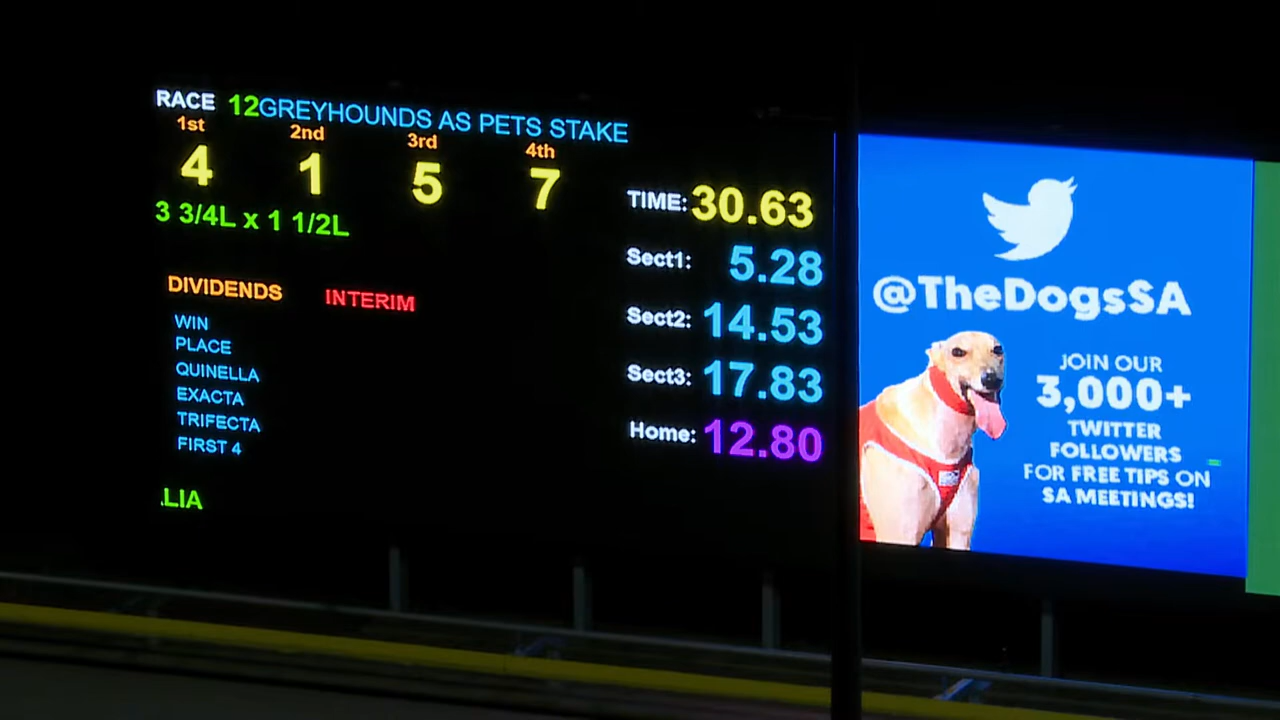 RACE 12GREYHOUNDS AS PETS STAKE
1st 2nd 3rd 4th
4 1 5 7
3 3/4L x 1 1/2L
DIVIDENDS INTERIM
WIN
PLACE
QUINELLA
EXACTA
TRIFECTA
FIRST 4
.LIA
TIME: 30.63
Sect1: 5.28
Sect2: 14.53
Sect3: 17.83
Home: 12.80
@TheDogsSA
JOIN OUR
3,000+
TWITTER
FOLLOWERS
FOR FREE TIPS ON
SA MEETINGS!